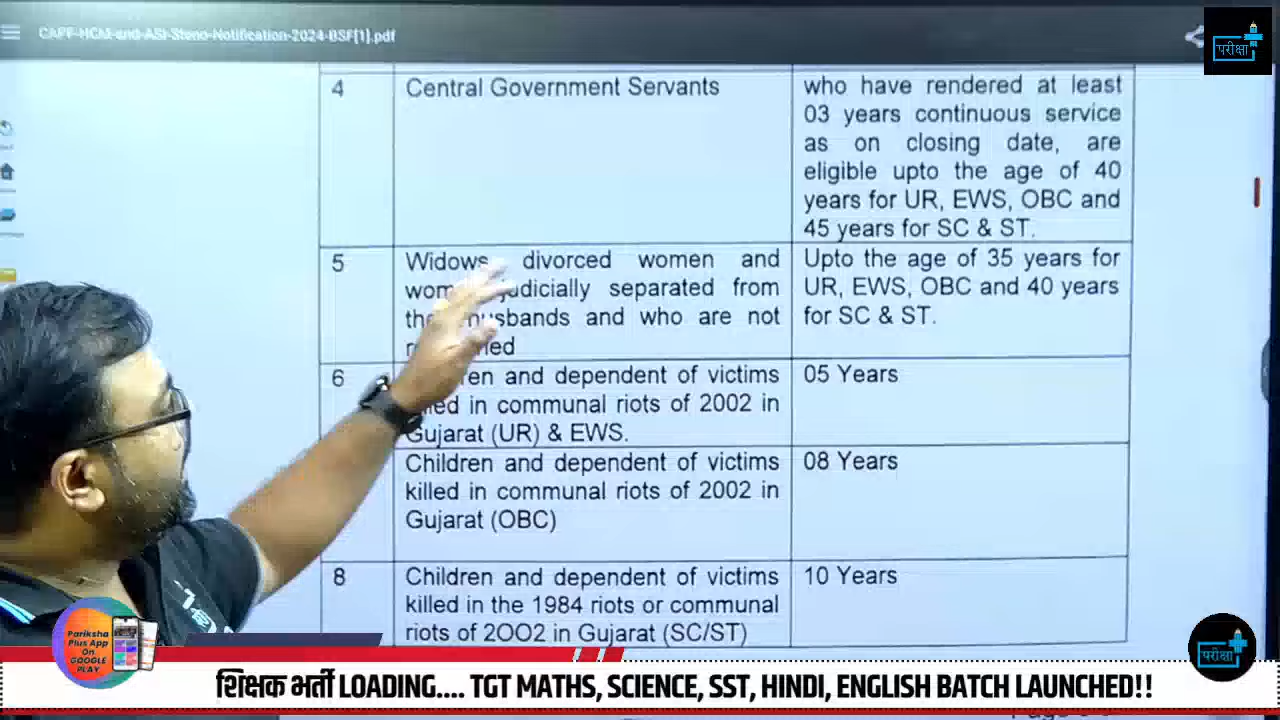 CAPF-HCM-and-ASI-Steno-Notification-2024-BSF[1].pdf
परीक्षा
4
Central Government Servants
who have rendered at least
03 years continuous service
as on closing date, are
eligible upto the age of 40
years for UR, EWS, OBC and
45 years for SC & ST.
5
Widows, divorced women and
judicially separated from
husbands and who are not
Upto the age of 35 years for
UR, EWS, OBC and 40 years
for SC & ST.
6
and dependent of victims
killed in communal riots of 2002 in
Gujarat (UR) & EWS.
05 Years
Children and dependent of victims
killed in communal riots of 2002 in
Gujarat (OBC)
08 Years
8
Children and dependent of victims
killed in the 1984 riots or communal
riots of 2OO2 in Gujarat (SC/ST)
10 Years
Pariksha
Plus App
On
GOOGLE
PLAY
परीक्षा
शिक्षक भर्ती LOADING.... TGT MATHS, SCIENCE, SST, HINDI, ENGLISH BATCH LAUNCHED!!